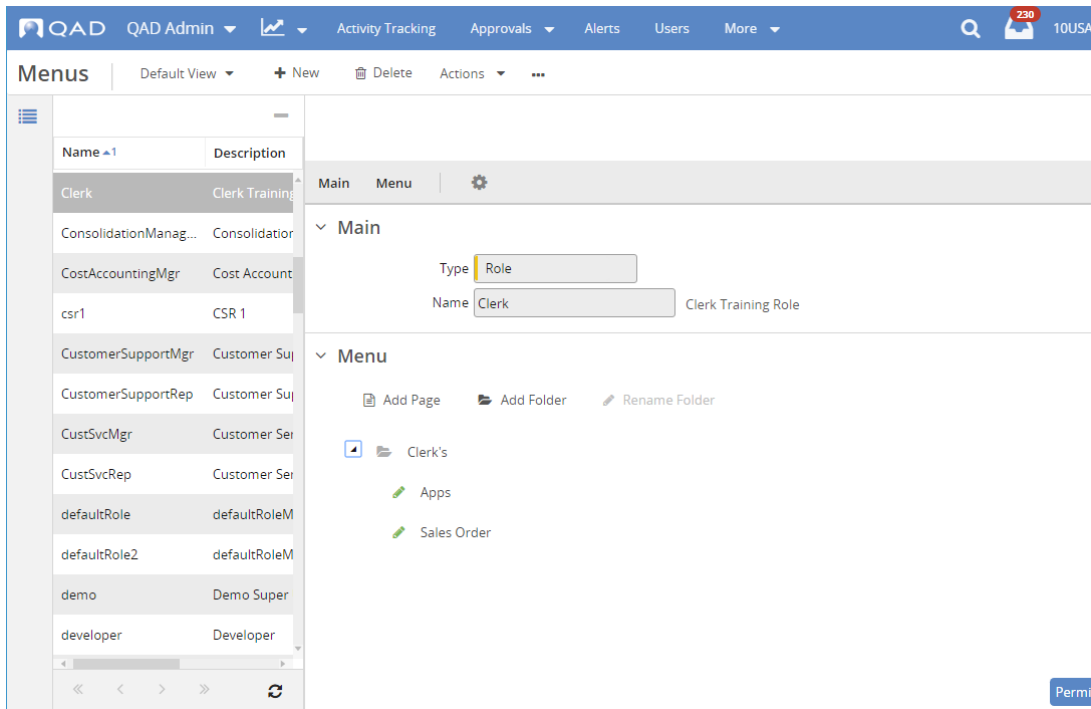 QAD QAD Admin Activity Tracking Approvals Alerts Users More 230 10USA
Menus Default View New Delete Actions
Name 1 Description
Clerk Clerk Training
ConsolidationManag... Consolidation
CostAccountingMgr Cost Account
csr1 CSR 1
CustomerSupportMgr Customer Su
CustomerSupportRep Customer Su
CustSvcMgr Customer Ser
CustSvcRep Customer Ser
defaultRole defaultRoleM
defaultRole2 defaultRoleM
demo Demo Super
developer Developer
Main Menu
Main
Type Role
Name Clerk Clerk Training Role
Menu
Add Page Add Folder Rename Folder
Clerk's
Apps
Sales Order
Permi